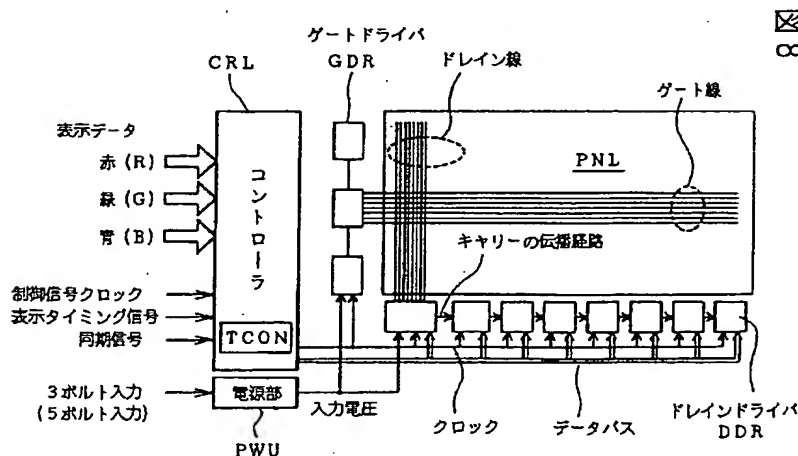 図
8
ゲートドライバ
GDR
CRL
ドレイン線
ゲート線
表示データ
赤(R)
緑(G)
青(B)
コントローラ
PNL
キャリーの伝播経路
制御信号クロック
表示タイミング信号
同期信号
TCON
3ボルト入力
(5ボルト入力)
電源部
入力電圧
PWU
クロック
データバス
ドレインドライバ
DDR